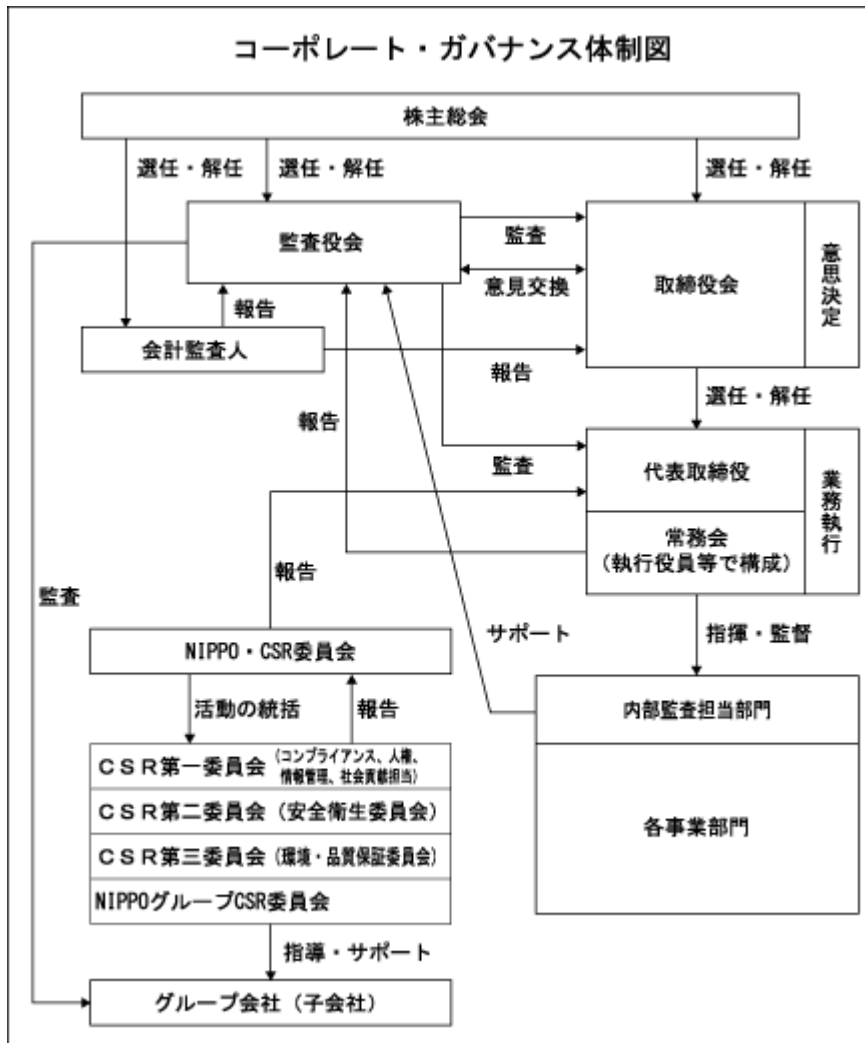 コーポレート・ガバナンス体制図
株主総会
選任・解任
選任・解任
選任・解任
監査役会
監査
意見交換
取締役会
意思決定
報告
会計監査人
報告
選任・解任
報告
監査
代表取締役
常務会
(執行役員等で構成)
業務執行
報告
監査
サポート
指揮・監督
NIPPO・CSR委員会
活動の統括
報告
内部監査担当部門
CSR第一委員会(コンプライアンス、人権、
情報管理、社会貢献担当)
CSR第二委員会(安全衛生委員会)
CSR第三委員会(環境・品質保証委員会)
NIPPOグループCSR委員会
各事業部門
指導・サポート
グループ会社(子会社)